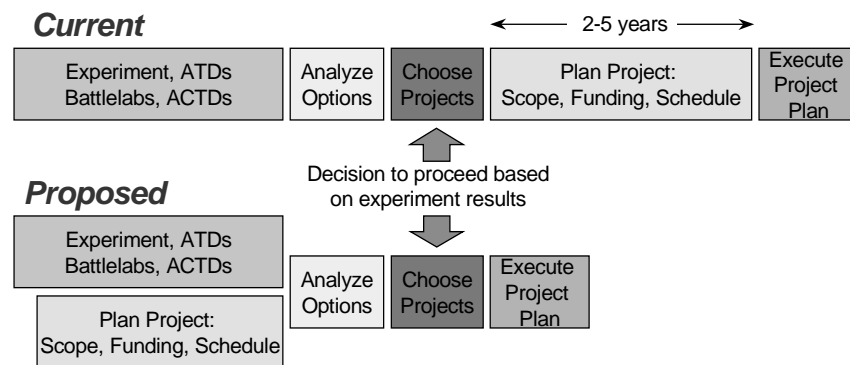 Current
2-5 years
Experiment, ATDs
Battlelabs, ACTDs
Analyze
Options
Choose
Projects
Plan Project:
Scope, Funding, Schedule
Execute
Project
Plan
Decision to proceed based
on experiment results
Proposed
Experiment, ATDs
Battlelabs, ACTDs
Plan Project:
Scope, Funding, Schedule
Analyze
Options
Choose
Projects
Execute
Project
Plan